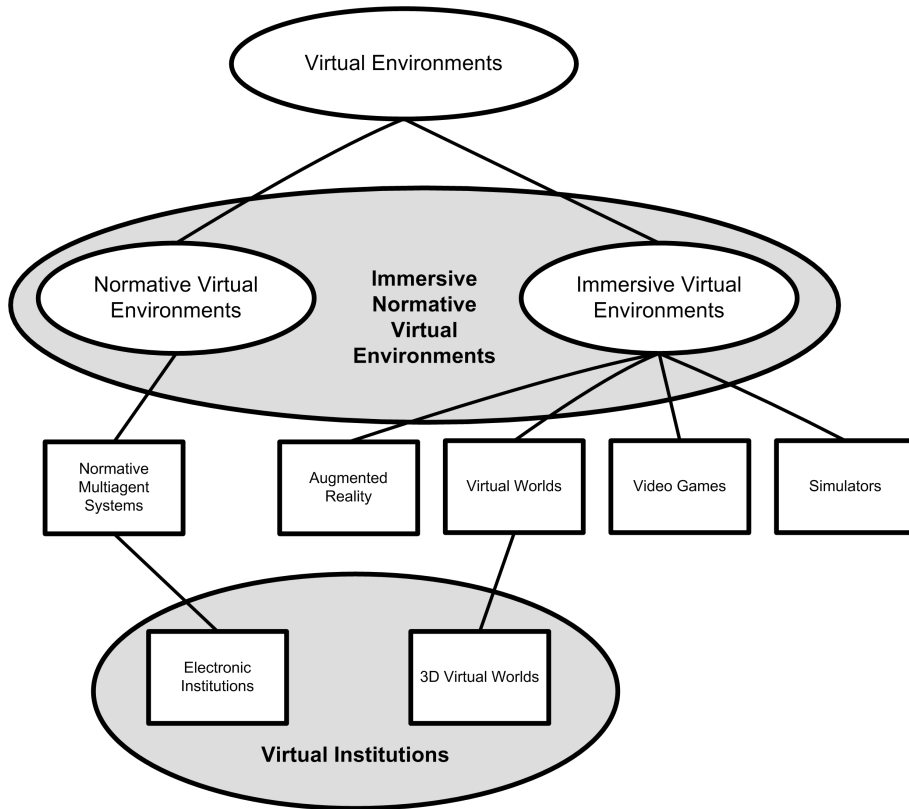 Virtual Environments
Normative Virtual
Environments
Immersive
Normative
Virtual
Environments
Immersive Virtual
Environments
Normative
Multiagent
Systems
Augmented
Reality
Virtual Worlds
Video Games
Simulators
Electronic
Institutions
3D Virtual Worlds
Virtual Institutions